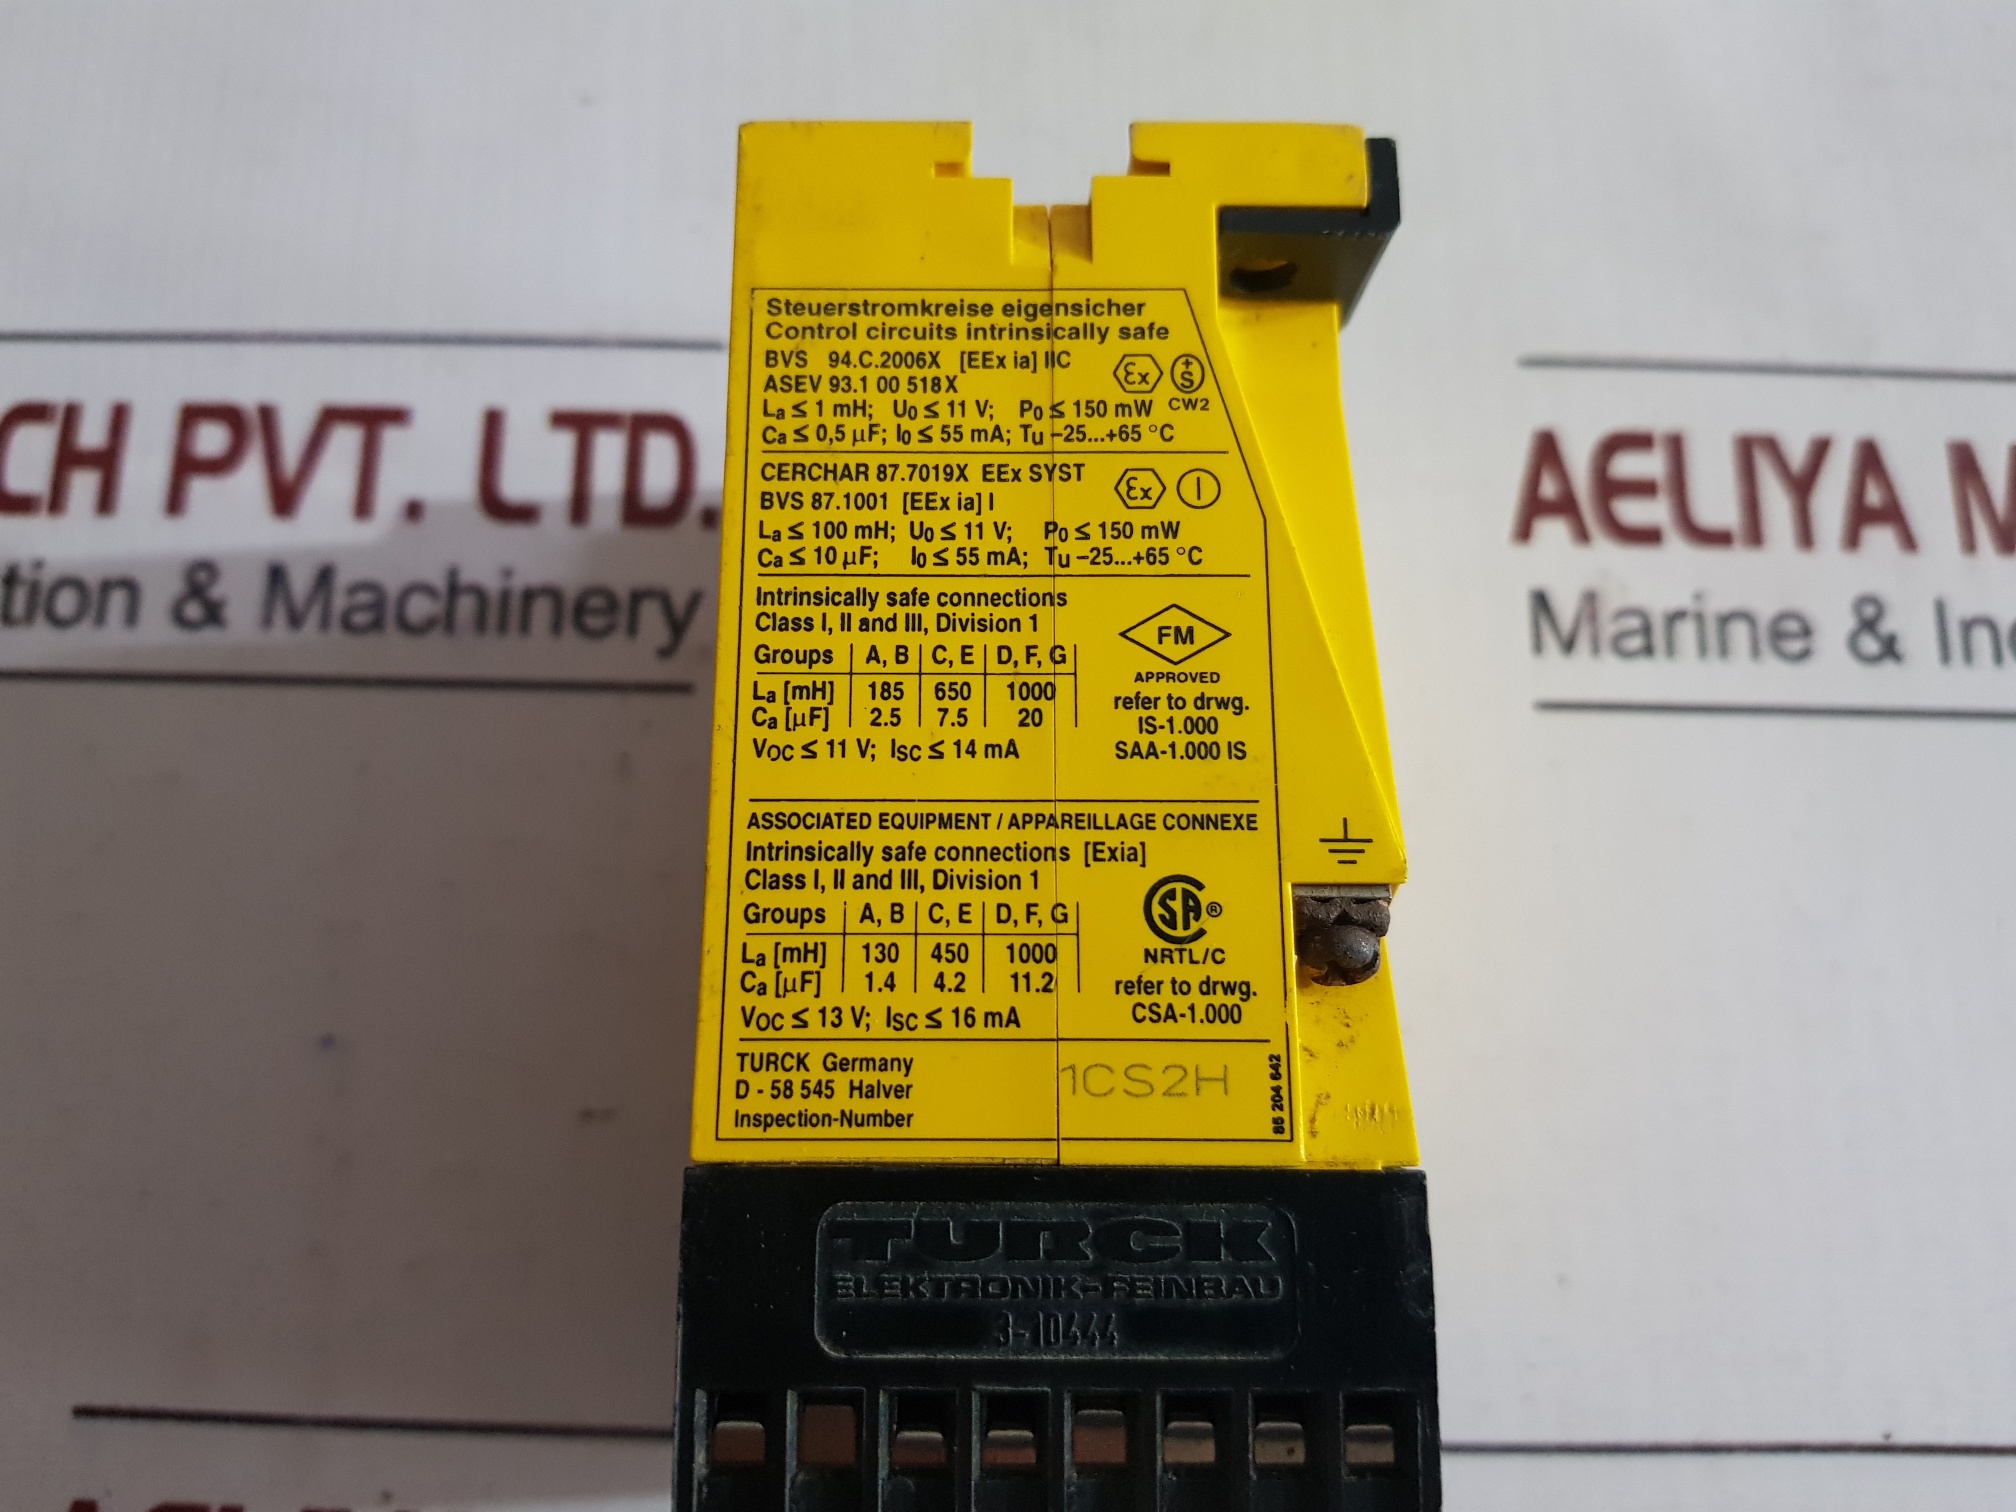 Steuerstromkreise eigensicher
Control circuits intrinsically safe
BVS 94.C.2006X [EEx ia] IIC
ASEV 93.1 00 518X
Ex
+S
CW2
La ≤ 1 mH; U0 ≤ 11 V; P0 ≤ 150 mW
Ca ≤ 0,5 µF; I0 ≤ 55 mA; Tu −25...+65 °C
CERCHAR 87.7019X EEx SYST
BVS 87.1001 [EEx ia] I
Ex
I
La ≤ 100 mH; U0 ≤ 11 V; P0 ≤ 150 mW
Ca ≤ 10 µF; I0 ≤ 55 mA; Tu −25...+65 °C
Intrinsically safe connections
Class I, II and III, Division 1
Groups | A, B | C, E | D, F, G |
La [mH] | 185 | 650 | 1000 |
Ca [µF] | 2.5 | 7.5 | 20 |
VOC ≤ 11 V; ISC ≤ 14 mA
FM
APPROVED
refer to drwg.
IS-1.000
SAA-1.000 IS
ASSOCIATED EQUIPMENT / APPAREILLAGE CONNEXE
Intrinsically safe connections [Exia]
Class I, II and III, Division 1
Groups | A, B | C, E | D, F, G |
La [mH] | 130 | 450 | 1000 |
Ca [µF] | 1.4 | 4.2 | 11.2 |
VOC ≤ 13 V; ISC ≤ 16 mA
CSA®
NRTL/C
refer to drwg.
CSA-1.000
TURCK Germany
D - 58 545 Halver
Inspection-Number
1CS2H
85 204 642
TURCK
ELEKTRONIK-FEINBAU
3-10444
CH PVT. LTD.
tion & Machinery
AELIYA M
Marine & Ind